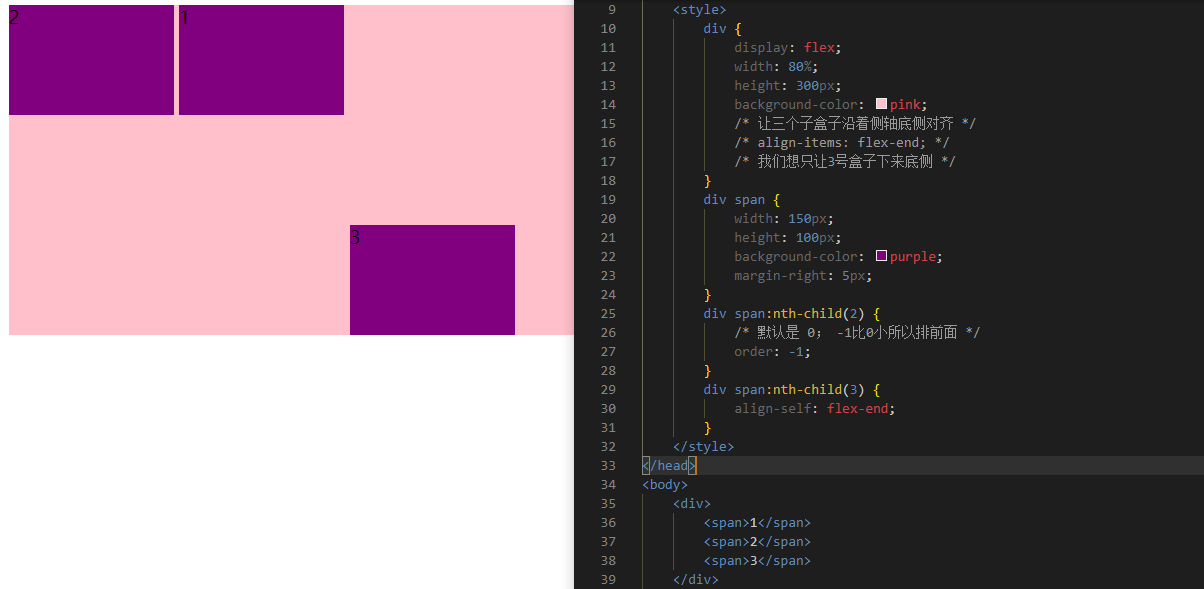 2 1
3
9 <style>
10 div {
11 display: flex;
12 width: 80%;
13 height: 300px;
14 background-color: pink;
15 /* 让三个子盒子沿着侧轴底侧对齐 */
16 /* align-items: flex-end; */
17 /* 我们想只让3号盒子下来底侧 */
18 }
19 div span {
20 width: 150px;
21 height: 100px;
22 background-color: purple;
23 margin-right: 5px;
24 }
25 div span:nth-child(2) {
26 /* 默认是 0； -1比0小所以排前面 */
27 order: -1;
28 }
29 div span:nth-child(3) {
30 align-self: flex-end;
31 }
32 </style>
33 </head>
34 <body>
35 <div>
36 <span>1</span>
37 <span>2</span>
38 <span>3</span>
39 </div>